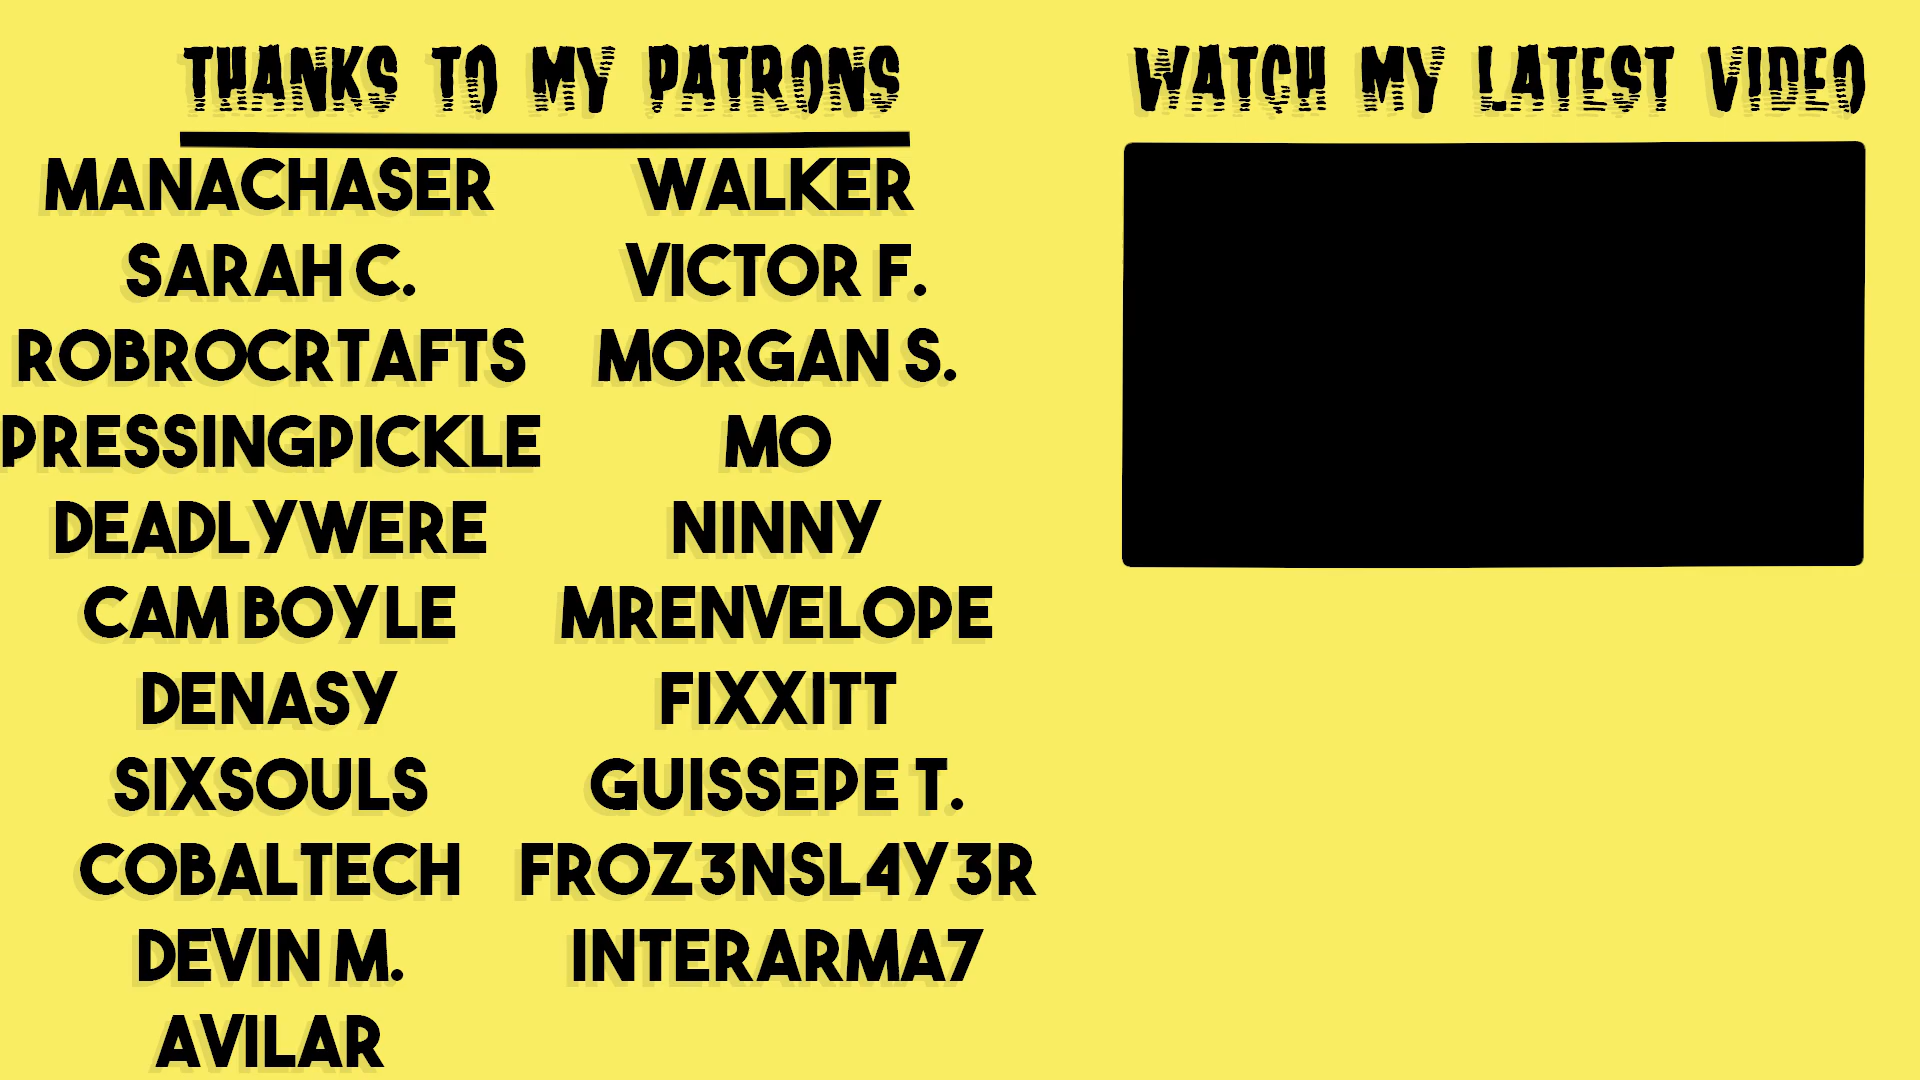 THANKS TO MY PATRONS
MANACHASER
SARAH C.
ROBROCRTAFTS
PRESSINGPICKLE
DEADLYWERE
CAM BOYLE
DENASY
SIXSOULS
COBALTECH
DEVIN M.
AVILAR
WALKER
VICTOR F.
MORGAN S.
MO
NINNY
MRENVELOPE
FIXXITT
GUISSEPE T.
FROZ3NSL4Y3R
INTERARMA7
WATCH MY LATEST VIDEO